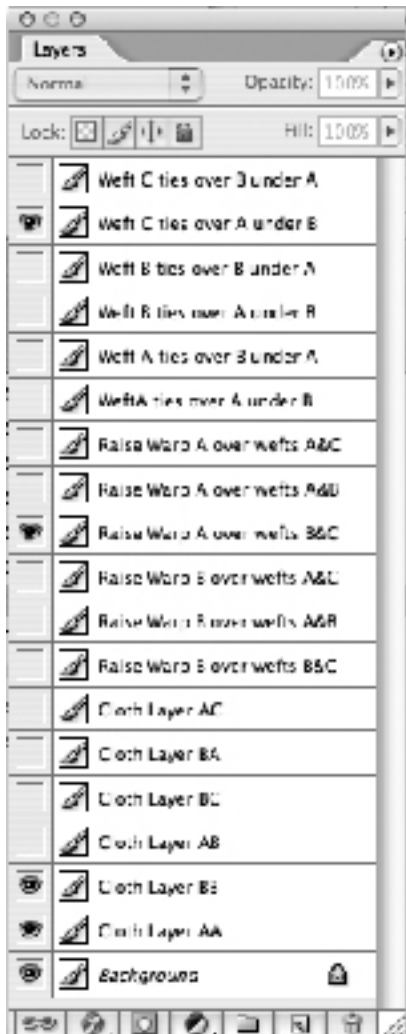 Layers
Normal Opacity: 100%
Lock: Fill: 100%
Weft C ties over B under A
Weft C ties over A under B
Weft B ties over B under A
Weft B ties over A under B
Weft A ties over B under A
WeftA ties over A under B
Raise Warp A over wefts A&C
Raise Warp A over wefts A&B
Raise Warp A over wefts B&C
Raise Warp B over wefts A&C
Raise Warp B over wefts A&B
Raise Warp B over wefts B&C
Cloth Layer AC
Cloth Layer BA
Cloth Layer BC
Cloth Layer AB
Cloth Layer BB
Cloth Layer AA
Background